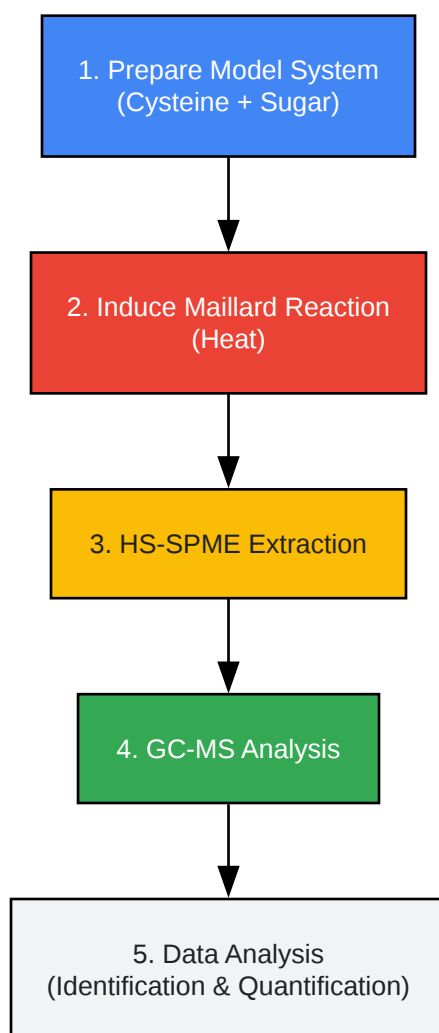 1. Prepare Model System
(Cysteine + Sugar)
2. Induce Maillard Reaction
(Heat)
3. HS-SPME Extraction
4. GC-MS Analysis
5. Data Analysis
(Identification & Quantification)